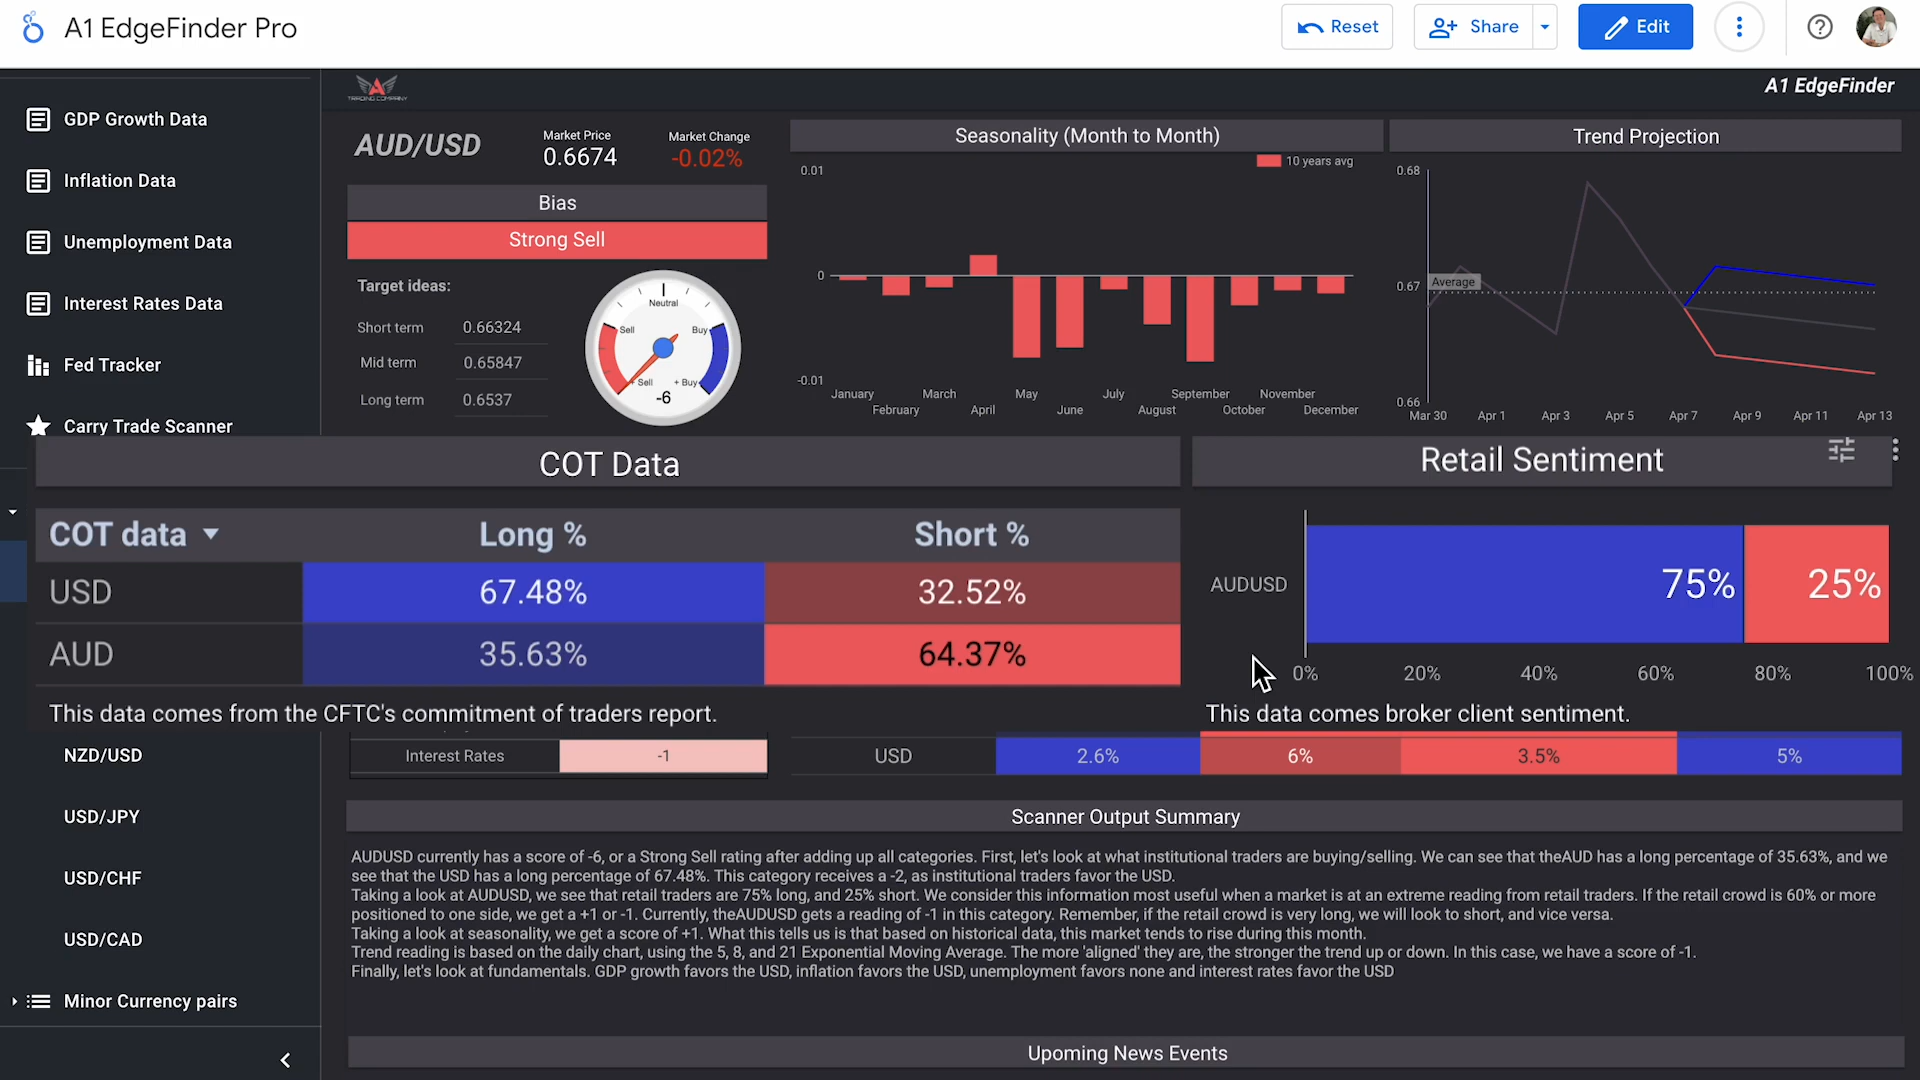 A1 EdgeFinder Pro
Reset
Share
Edit
GDP Growth Data
Inflation Data
Unemployment Data
Interest Rates Data
Fed Tracker
Carry Trade Scanner
A
TRADING COMPANY
A1 EdgeFinder
AUD/USD
Market Price
0.6674
Market Change
-0.02%
Bias
Strong Sell
Target ideas:
Short term 0.66324
Mid term 0.65847
Long term 0.6537
Neutral
Sell
Buy
+ Sell
+ Buy
-6
Seasonality (Month to Month)
10 years avg
0.01
0
-0.01
January
February
March
April
May
June
July
August
September
October
November
December
Trend Projection
0.68
0.67
0.66
Average
Mar 30 Apr 1 Apr 3 Apr 5 Apr 7 Apr 9 Apr 11 Apr 13
COT Data
COT data Long % Short %
USD 67.48% 32.52%
AUD 35.63% 64.37%
This data comes from the CFTC's commitment of traders report.
Retail Sentiment
AUDUSD
75% 25%
0% 20% 40% 60% 80% 100%
This data comes broker client sentiment.
NZD/USD
USD/JPY
USD/CHF
USD/CAD
Minor Currency pairs
Interest Rates -1
USD 2.6% 6% 3.5% 5%
Scanner Output Summary
AUDUSD currently has a score of -6, or a Strong Sell rating after adding up all categories. First, let's look at what institutional traders are buying/selling. We can see that theAUD has a long percentage of 35.63%, and we
see that the USD has a long percentage of 67.48%. This category receives a -2, as institutional traders favor the USD.
Taking a look at AUDUSD, we see that retail traders are 75% long, and 25% short. We consider this information most useful when a market is at an extreme reading from retail traders. If the retail crowd is 60% or more
positioned to one side, we get a +1 or -1. Currently, theAUDUSD gets a reading of -1 in this category. Remember, if the retail crowd is very long, we will look to short, and vice versa.
Taking a look at seasonality, we get a score of +1. What this tells us is that based on historical data, this market tends to rise during this month.
Trend reading is based on the daily chart, using the 5, 8, and 21 Exponential Moving Average. The more 'aligned' they are, the stronger the trend up or down. In this case, we have a score of -1.
Finally, let's look at fundamentals. GDP growth favors the USD, inflation favors the USD, unemployment favors none and interest rates favor the USD
Upoming News Events